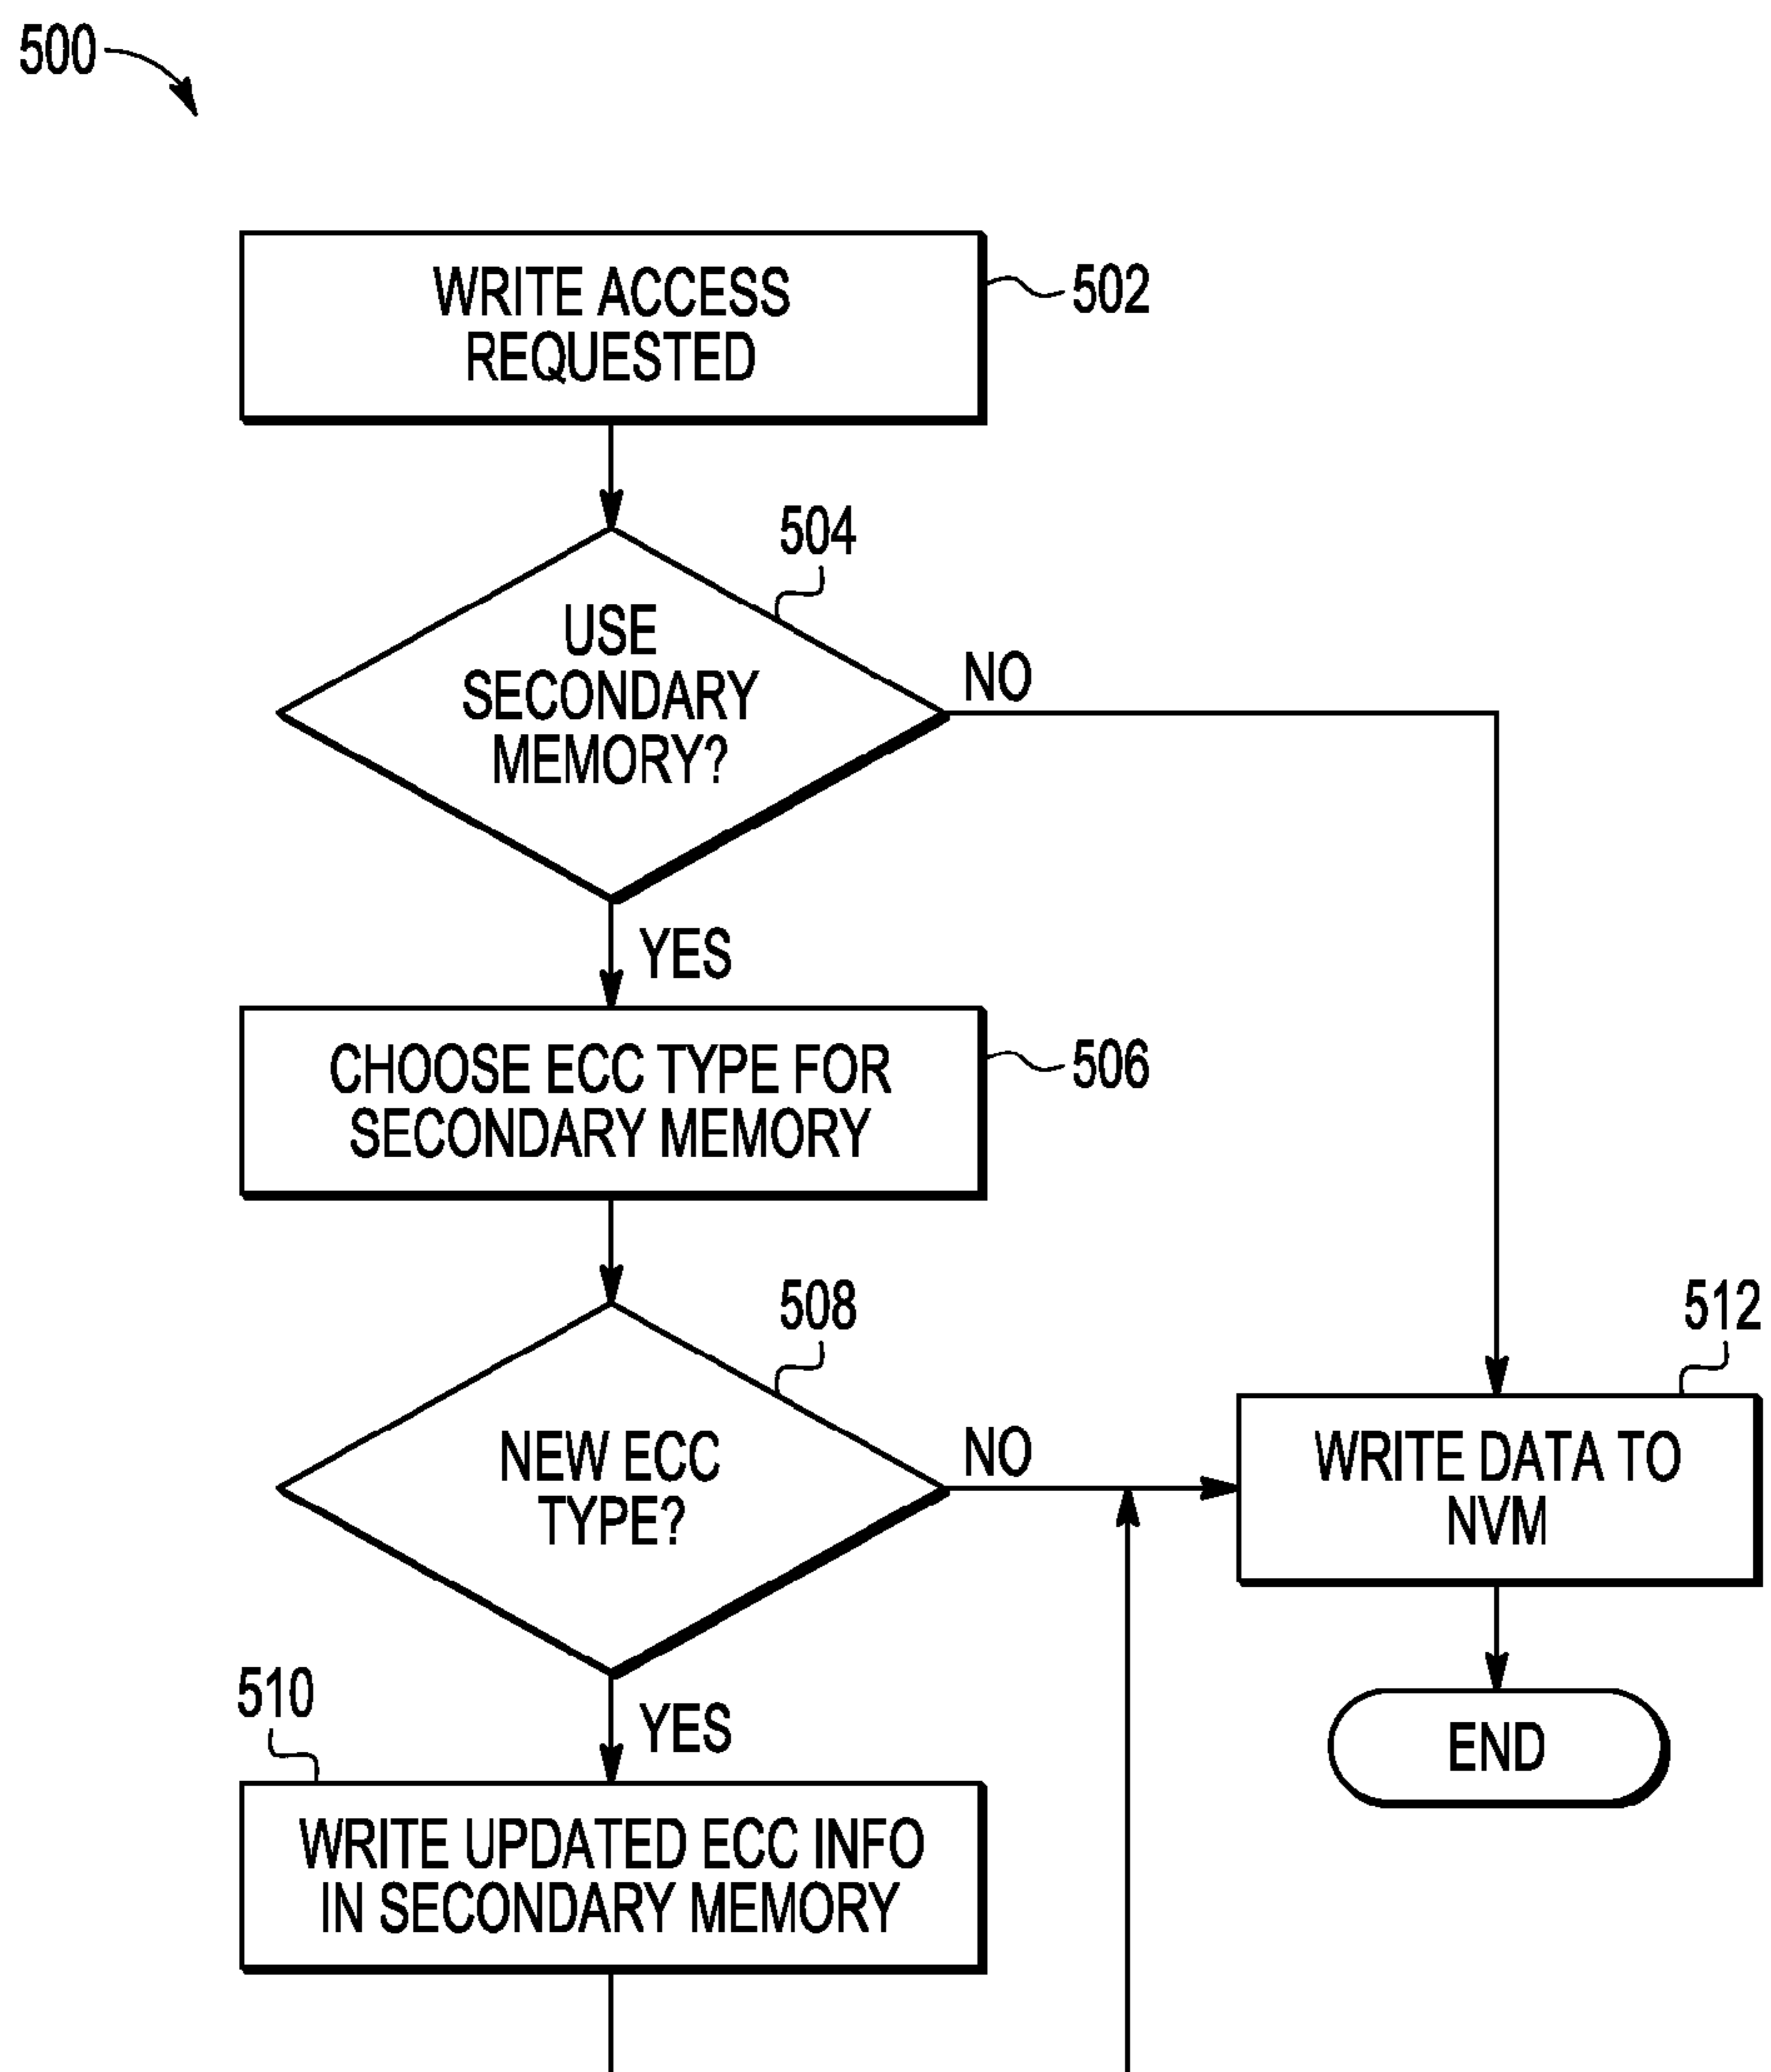 500
WRITE ACCESS
REQUESTED
502
504
USE
SECONDARY
MEMORY?
NO
YES
CHOOSE ECC TYPE FOR
SECONDARY MEMORY
506
508
NEW ECC
TYPE?
NO
512
WRITE DATA TO
NVM
YES
END
510
WRITE UPDATED ECC INFO
IN SECONDARY MEMORY